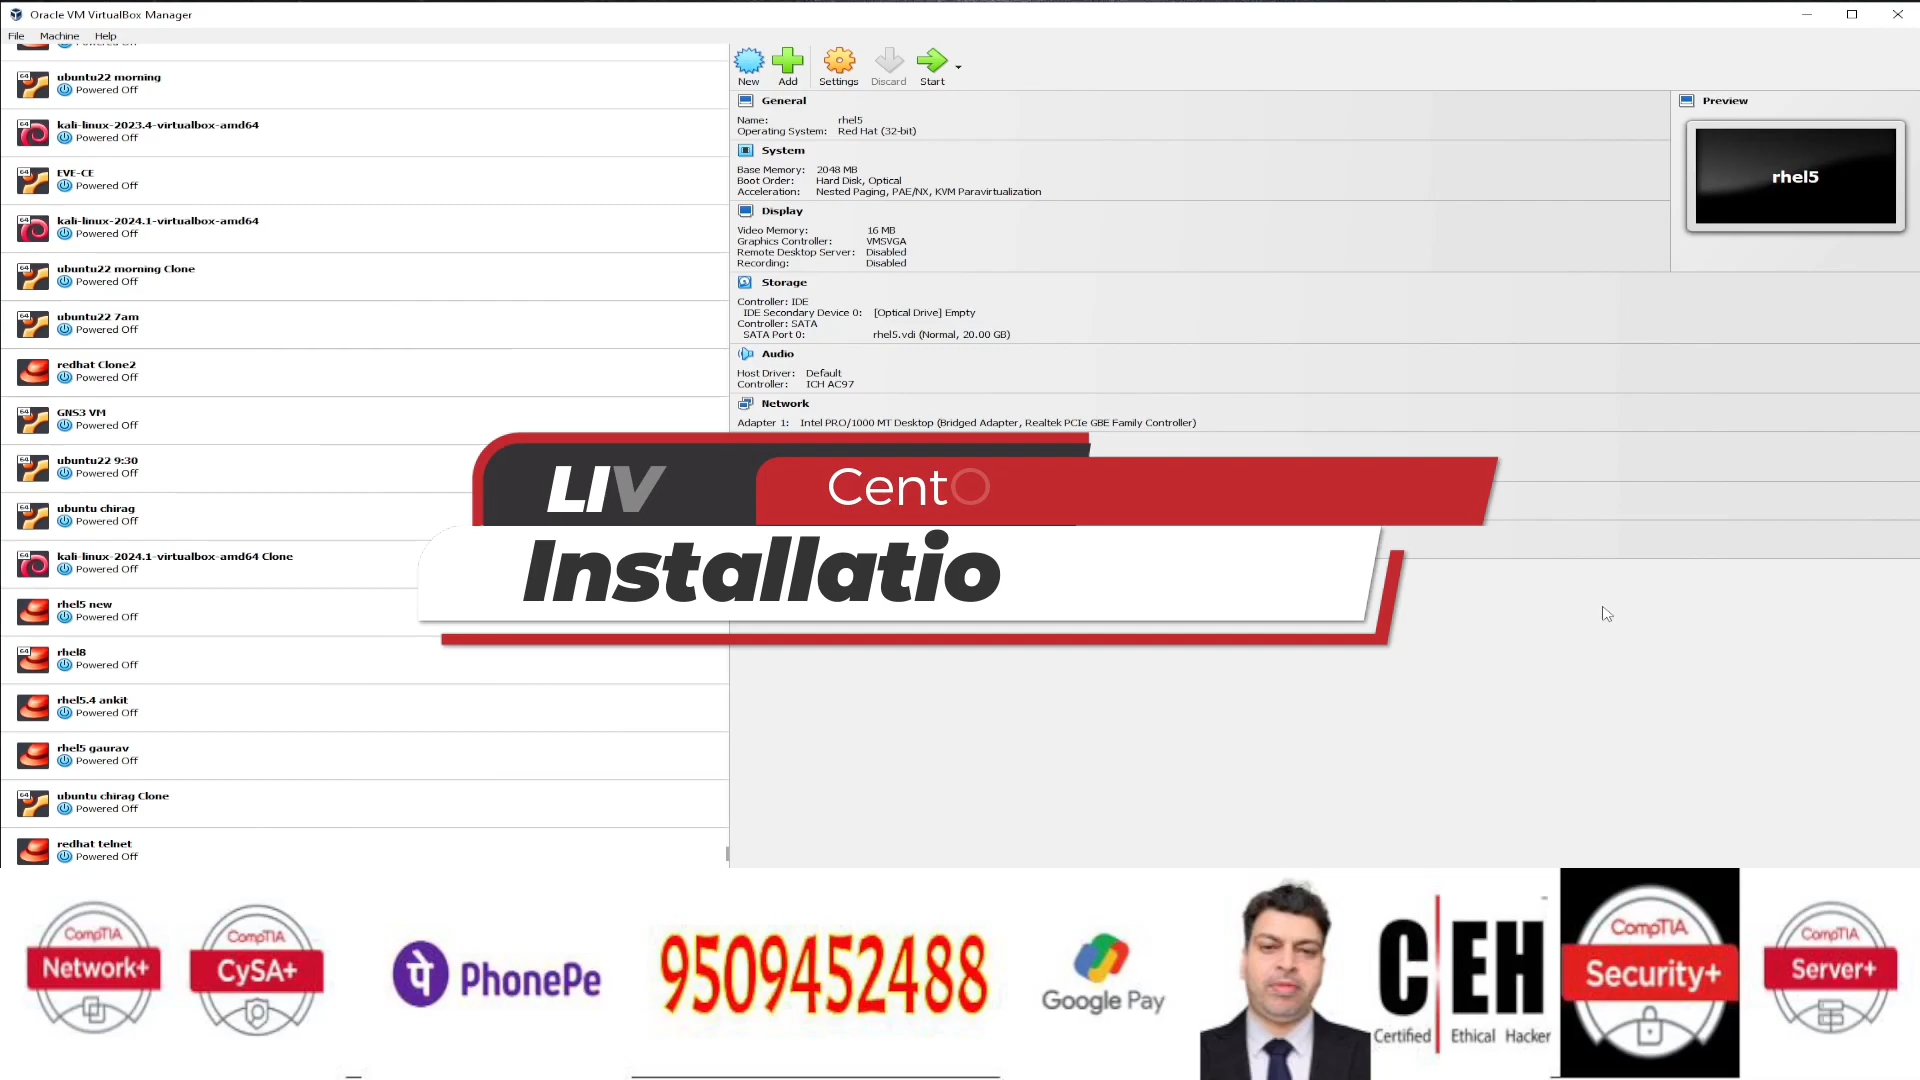 Oracle VM VirtualBox Manager
File Machine Help
Powered Off
ubuntu22 morning
Powered Off
kali-linux-2023.4-virtualbox-amd64
Powered Off
EVE-CE
Powered Off
kali-linux-2024.1-virtualbox-amd64
Powered Off
ubuntu22 morning Clone
Powered Off
ubuntu22 7am
Powered Off
redhat Clone2
Powered Off
GNS3 VM
Powered Off
ubuntu22 9:30
Powered Off
ubuntu chirag
Powered Off
kali-linux-2024.1-virtualbox-amd64 Clone
Powered Off
rhel5 new
Powered Off
rhel8
Powered Off
rhel5.4 ankit
Powered Off
rhel5 gaurav
Powered Off
ubuntu chirag Clone
Powered Off
redhat telnet
Powered Off
New Add Settings Discard Start
General
Name: rhel5
Operating System: Red Hat (32-bit)
System
Base Memory: 2048 MB
Boot Order: Hard Disk, Optical
Acceleration: Nested Paging, PAE/NX, KVM Paravirtualization
Display
Video Memory: 16 MB
Graphics Controller: VMSVGA
Remote Desktop Server: Disabled
Recording: Disabled
Storage
Controller: IDE
IDE Secondary Device 0: [Optical Drive] Empty
Controller: SATA
SATA Port 0: rhel5.vdi (Normal, 20.00 GB)
Audio
Host Driver: Default
Controller: ICH AC97
Network
Adapter 1: Intel PRO/1000 MT Desktop (Bridged Adapter, Realtek PCIe GBE Family Controller)
Preview
rhel5
LIV
CentO
Installatio
CompTIA
Network+
CompTIA
CySA+
पे PhonePe
9509452488
Google Pay
C|EH
Certified Ethical Hacker
CompTIA
Security+
CompTIA
Server+